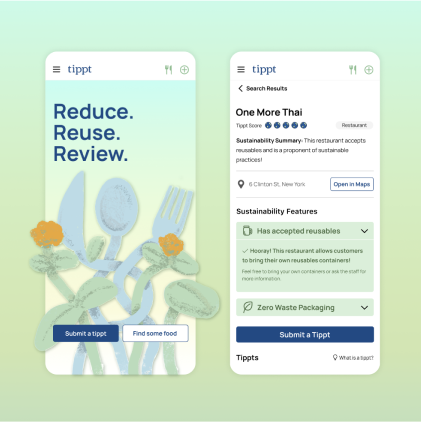 tippt
Reduce.
Reuse.
Review.
Submit a tippt
Find some food
tippt
Search Results
One More Thai
Tippt Score
Restaurant
Sustainability Summary- This restaurant accepts
reusables and is a proponent of sustainable
practices!
6 Clinton St, New York
Open in Maps
Sustainability Features
Has accepted reusables
Hooray! This restaurant allows customers
to bring their own reusables containers!
Feel free to bring your own containers or ask the staff for
more information.
Zero Waste Packaging
Submit a Tippt
Tippts
What is a tippt?